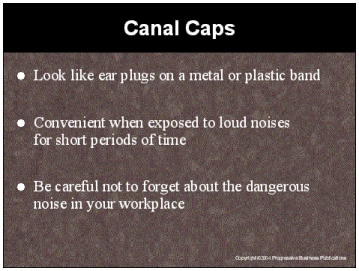 Canal Caps
● Look like ear plugs on a metal or plastic band
● Convenient when exposed to loud noises
for short periods of time
● Be careful not to forget about the dangerous
noise in your workplace
Copyright©2004 Progressive Business Publications